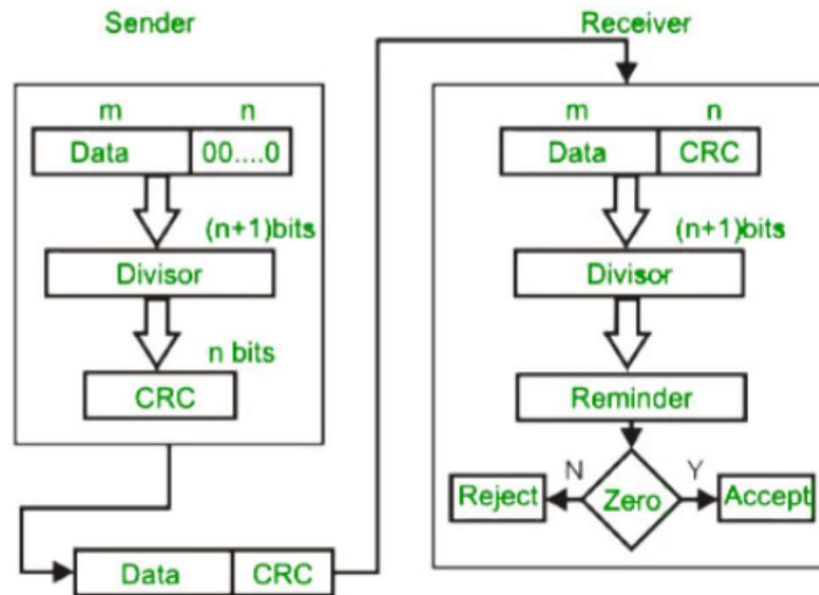 Sender
m n
Data 00....0
(n+1)bits
Divisor
n bits
CRC
Data CRC
Receiver
m n
Data CRC
(n+1)bits
Divisor
Reminder
N Y
Reject Zero Accept